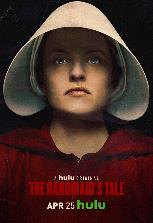 A hulu ORIGINAL
THE HANDMAID'S TALE
APR 25 hulu